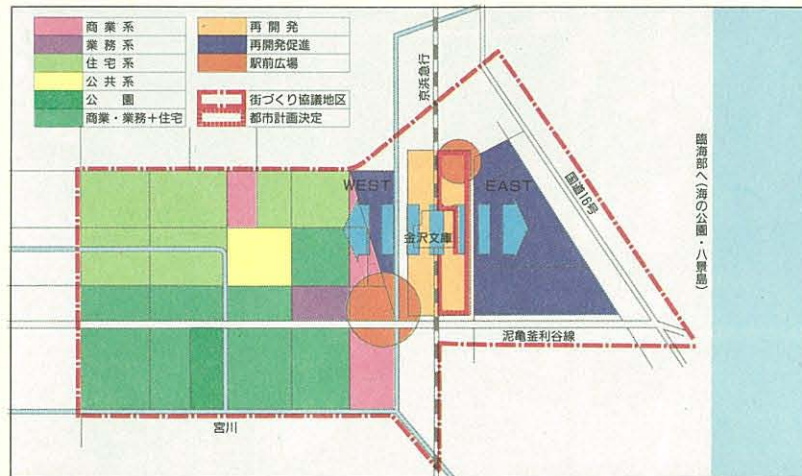 商業系
業務系
住宅系
公共系
公園
商業・業務+住宅
再開発
再開発促進
駅前広場
街づくり協議地区
都市計画決定
京浜急行
WEST
EAST
金沢文庫
国道16号
臨海部へ(海の公園・八景島)
泥亀釜利谷線
宮川